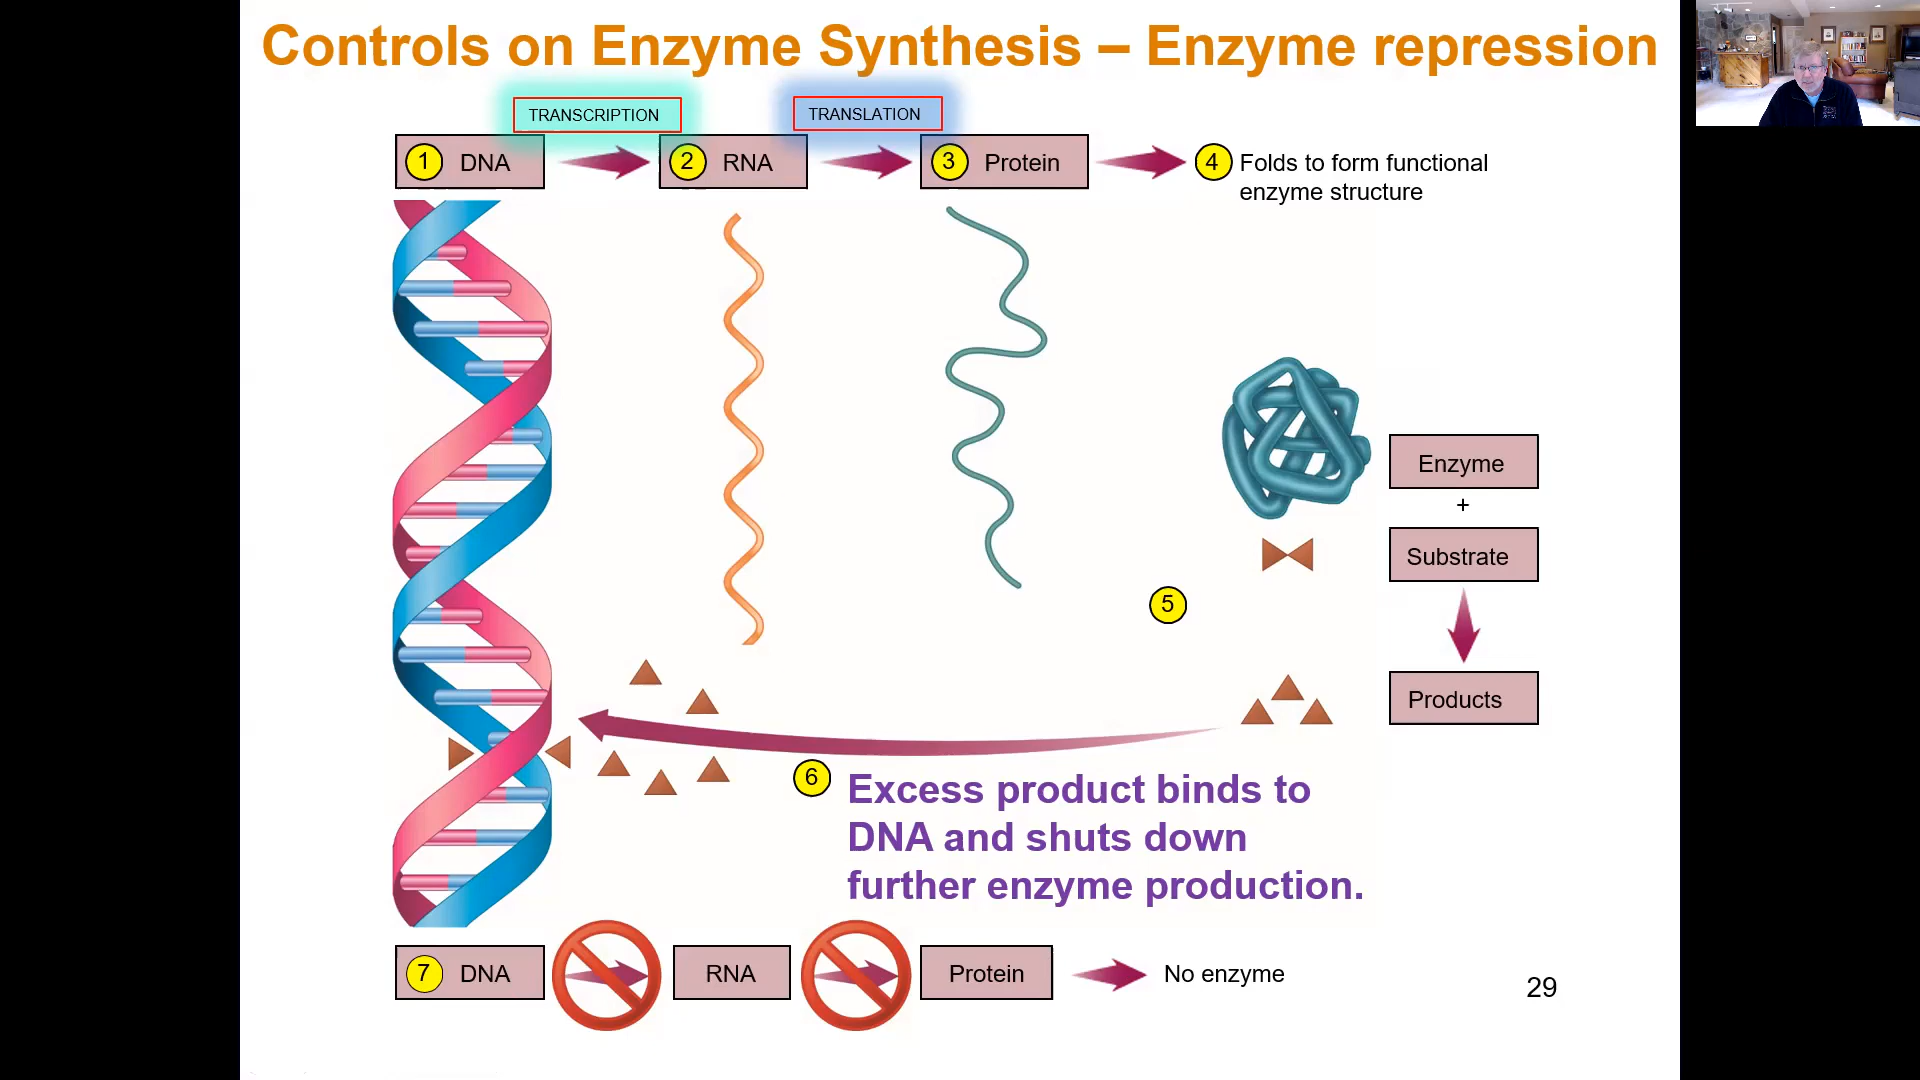 Controls on Enzyme Synthesis – Enzyme repression
TRANSCRIPTION
TRANSLATION
1 DNA
2 RNA
3 Protein
4 Folds to form functional
enzyme structure
Enzyme
+
Substrate
5
Products
6 Excess product binds to
DNA and shuts down
further enzyme production.
7 DNA
RNA
Protein
No enzyme
29